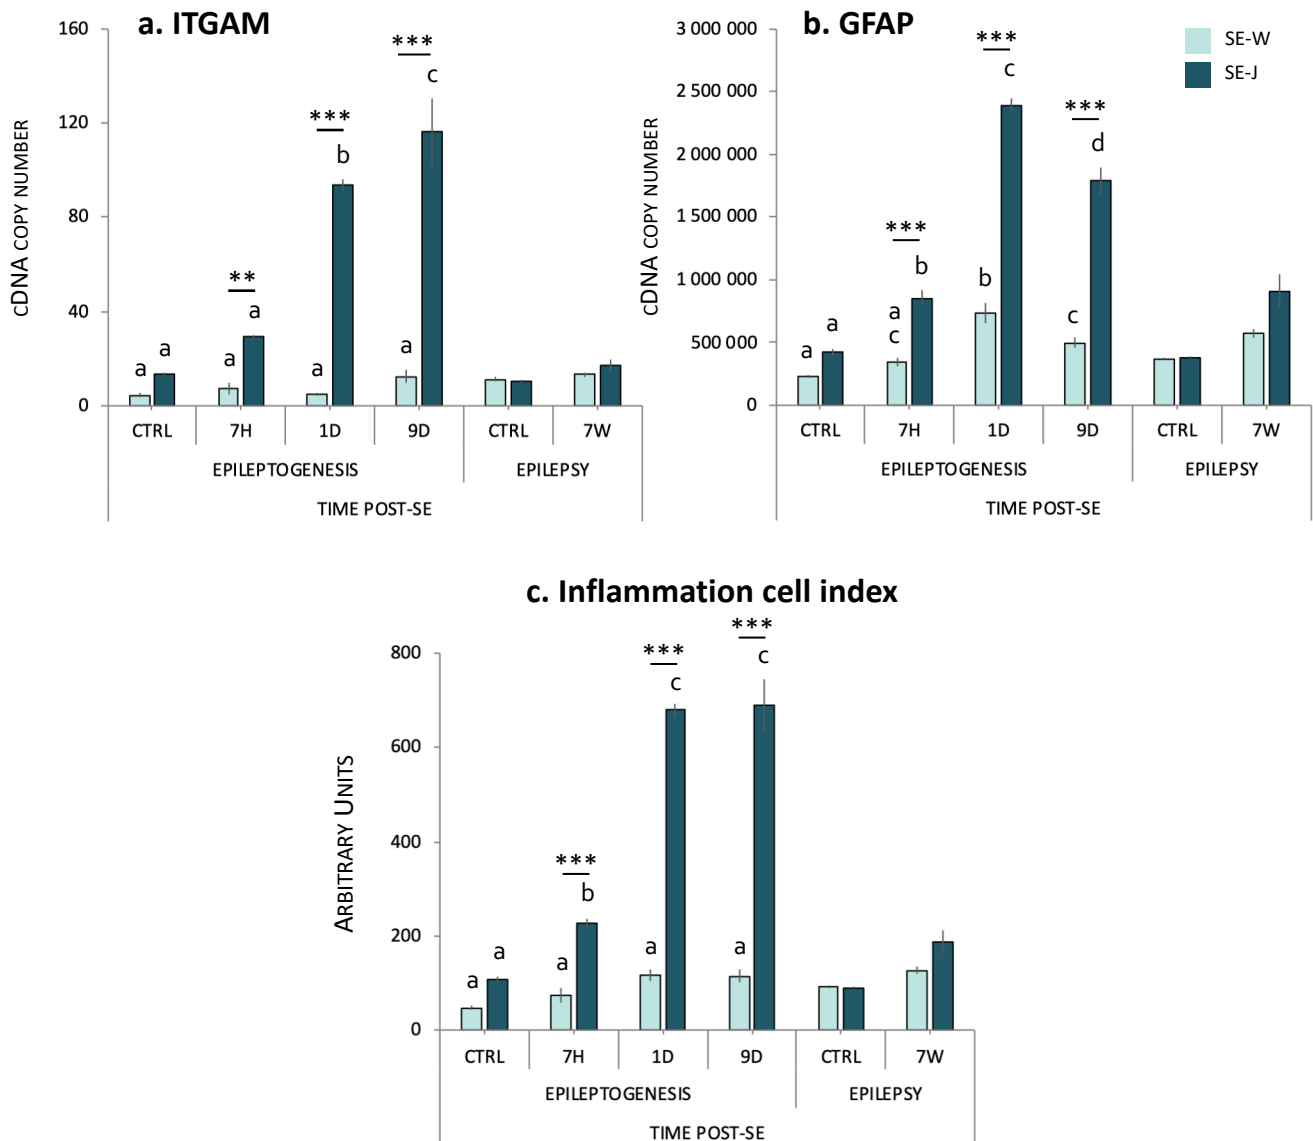 a. ITGAM
160
120
80
40
0
CDNA COPY NUMBER
a
a
a
**
a
a
***
b
a
***
c
CTRL
7H
1D
9D
CTRL
7W
EPILEPTOGENESIS
EPILEPSY
TIME POST-SE
b. GFAP
SE-W
SE-J
3 000 000
2 500 000
2 000 000
1 500 000
1 000 000
500 000
0
CDNA COPY NUMBER
a
a
a
c
***
b
b
***
c
c
***
d
CTRL
7H
1D
9D
CTRL
7W
EPILEPTOGENESIS
EPILEPSY
TIME POST-SE
c. Inflammation cell index
800
600
400
200
0
ARBITRARY UNITS
a
a
a
***
b
a
***
c
a
***
c
CTRL
7H
1D
9D
CTRL
7W
EPILEPTOGENESIS
EPILEPSY
TIME POST-SE